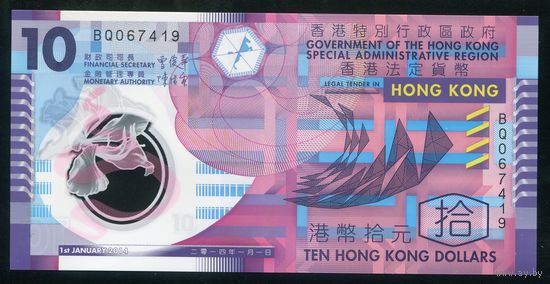 10
BQ067419
財政司司長
FINANCIAL SECRETARY
金融管理專員
MONETARY AUTHORITY
香港特別行政區政府
GOVERNMENT OF THE HONG KONG
SPECIAL ADMINISTRATIVE REGION
香港法定貨幣
LEGAL TENDER IN
HONG KONG
BQ067419
10
拾
港幣拾元
TEN HONG KONG DOLLARS
1ST JANUARY 2014
二零一四年一月一日
www.ay.by